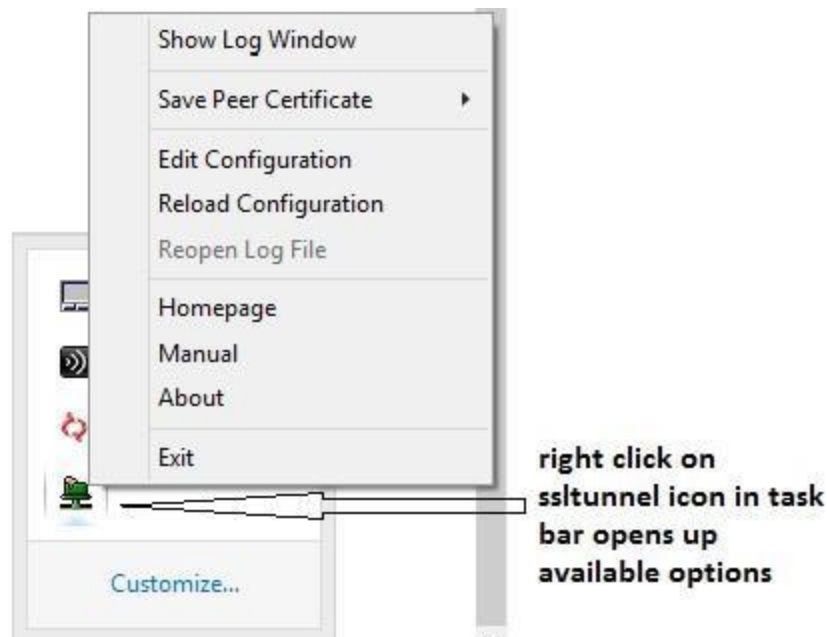 Show Log Window
Save Peer Certificate
Edit Configuration
Reload Configuration
Reopen Log File
Homepage
Manual
About
Exit
Customize...
right click on
ssltunnel icon in task
bar opens up
available options